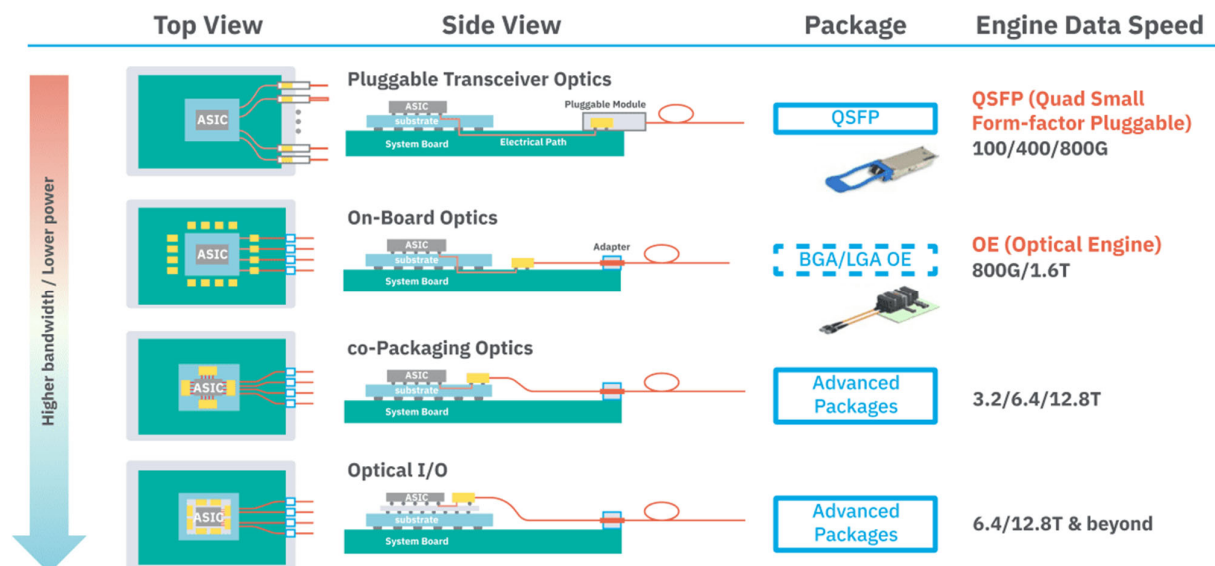 Top View
Side View
Package
Engine Data Speed
Higher bandwidth / Lower power
ASIC
Pluggable Transceiver Optics
ASIC
substrate
System Board
Electrical Path
Pluggable Module
QSFP
QSFP (Quad Small
Form-factor Pluggable)
100/400/800G
ASIC
On-Board Optics
ASIC
substrate
System Board
Adapter
BGA/LGA OE
OE (Optical Engine)
800G/1.6T
ASIC
co-Packaging Optics
ASIC
substrate
System Board
Advanced
Packages
3.2/6.4/12.8T
ASIC
Optical I/O
ASIC
substrate
System Board
Advanced
Packages
6.4/12.8T & beyond